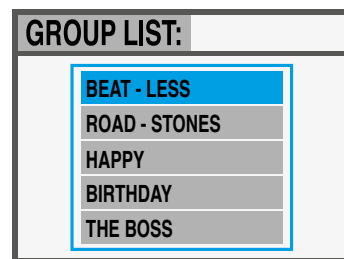 GROUP LIST:
BEAT - LESS
ROAD - STONES
HAPPY
BIRTHDAY
THE BOSS